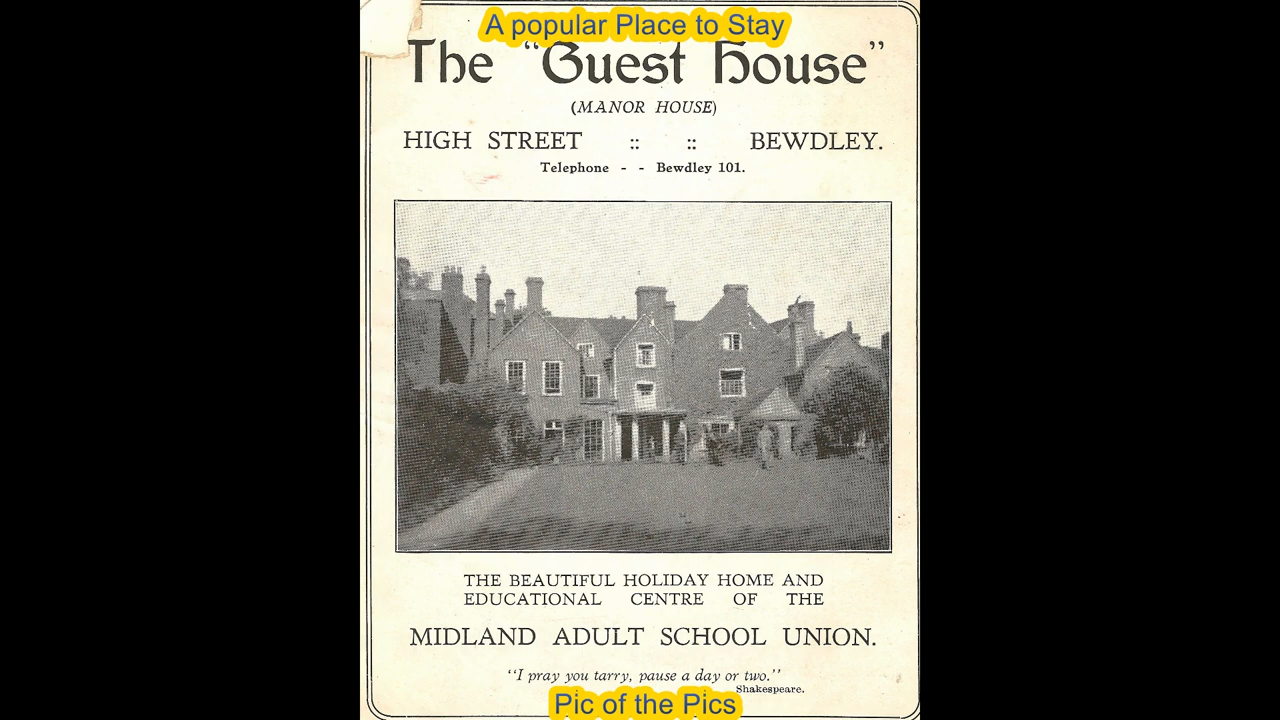 A popular Place to Stay
The “Guest House”
(MANOR HOUSE)
HIGH STREET :: :: BEWDLEY.
Telephone - - Bewdley 101.
THE BEAUTIFUL HOLIDAY HOME AND
EDUCATIONAL CENTRE OF THE
MIDLAND ADULT SCHOOL UNION.
“I pray you tarry, pause a day or two.”
Shakespeare.
Pic of the Pics